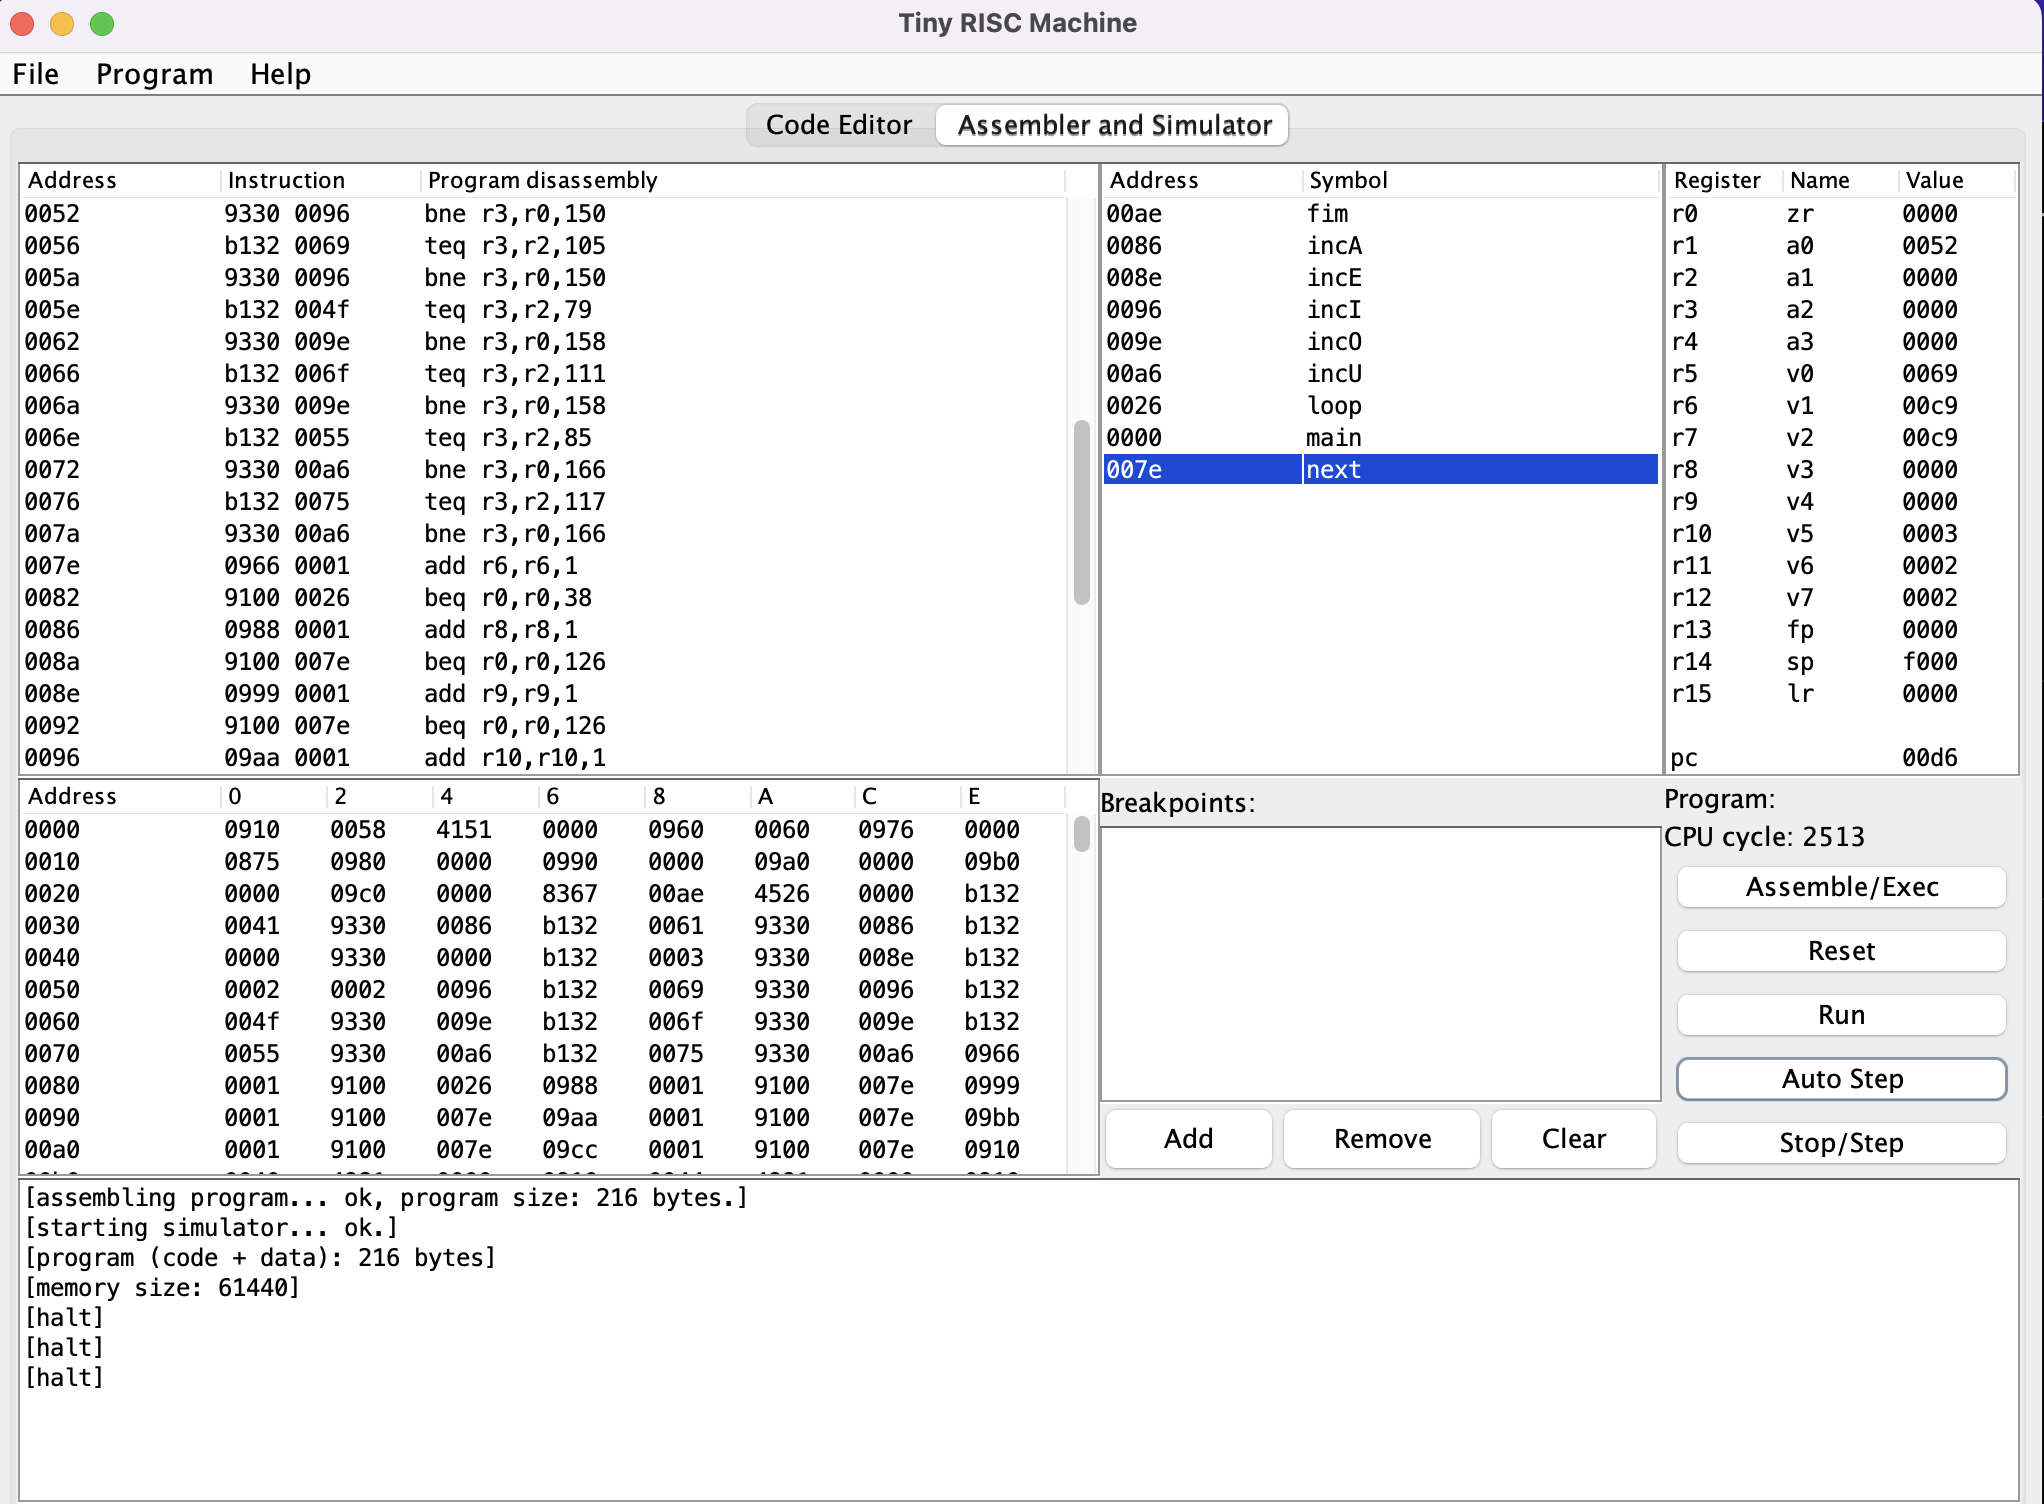 Tiny RISC Machine
File Program Help
Code Editor Assembler and Simulator
Address Instruction Program disassembly
0052 9330 0096 bne r3,r0,150
0056 b132 0069 teq r3,r2,105
005a 9330 0096 bne r3,r0,150
005e b132 004f teq r3,r2,79
0062 9330 009e bne r3,r0,158
0066 b132 006f teq r3,r2,111
006a 9330 009e bne r3,r0,158
006e b132 0055 teq r3,r2,85
0072 9330 00a6 bne r3,r0,166
0076 b132 0075 teq r3,r2,117
007a 9330 00a6 bne r3,r0,166
007e 0966 0001 add r6,r6,1
0082 9100 0026 beq r0,r0,38
0086 0988 0001 add r8,r8,1
008a 9100 007e beq r0,r0,126
008e 0999 0001 add r9,r9,1
0092 9100 007e beq r0,r0,126
0096 09aa 0001 add r10,r10,1
Address Symbol
00ae fim
0086 incA
008e incE
0096 incI
009e incO
00a6 incU
0026 loop
0000 main
007e next
Register Name Value
r0 zr 0000
r1 a0 0052
r2 a1 0000
r3 a2 0000
r4 a3 0000
r5 v0 0069
r6 v1 00c9
r7 v2 00c9
r8 v3 0000
r9 v4 0000
r10 v5 0003
r11 v6 0002
r12 v7 0002
r13 fp 0000
r14 sp f000
r15 lr 0000
pc 00d6
Address 0 2 4 6 8 A C E
0000 0910 0058 4151 0000 0960 0060 0976 0000
0010 0875 0980 0000 0990 0000 09a0 0000 09b0
0020 0000 09c0 0000 8367 00ae 4526 0000 b132
0030 0041 9330 0086 b132 0061 9330 0086 b132
0040 0000 9330 0000 b132 0003 9330 008e b132
0050 0002 0002 0096 b132 0069 9330 0096 b132
0060 004f 9330 009e b132 006f 9330 009e b132
0070 0055 9330 00a6 b132 0075 9330 00a6 0966
0080 0001 9100 0026 0988 0001 9100 007e 0999
0090 0001 9100 007e 09aa 0001 9100 007e 09bb
00a0 0001 9100 007e 09cc 0001 9100 007e 0910
Breakpoints:
Add Remove Clear
Program:
CPU cycle: 2513
Assemble/Exec
Reset
Run
Auto Step
Stop/Step
[assembling program... ok, program size: 216 bytes.]
[starting simulator... ok.]
[program (code + data): 216 bytes]
[memory size: 61440]
[halt]
[halt]
[halt]